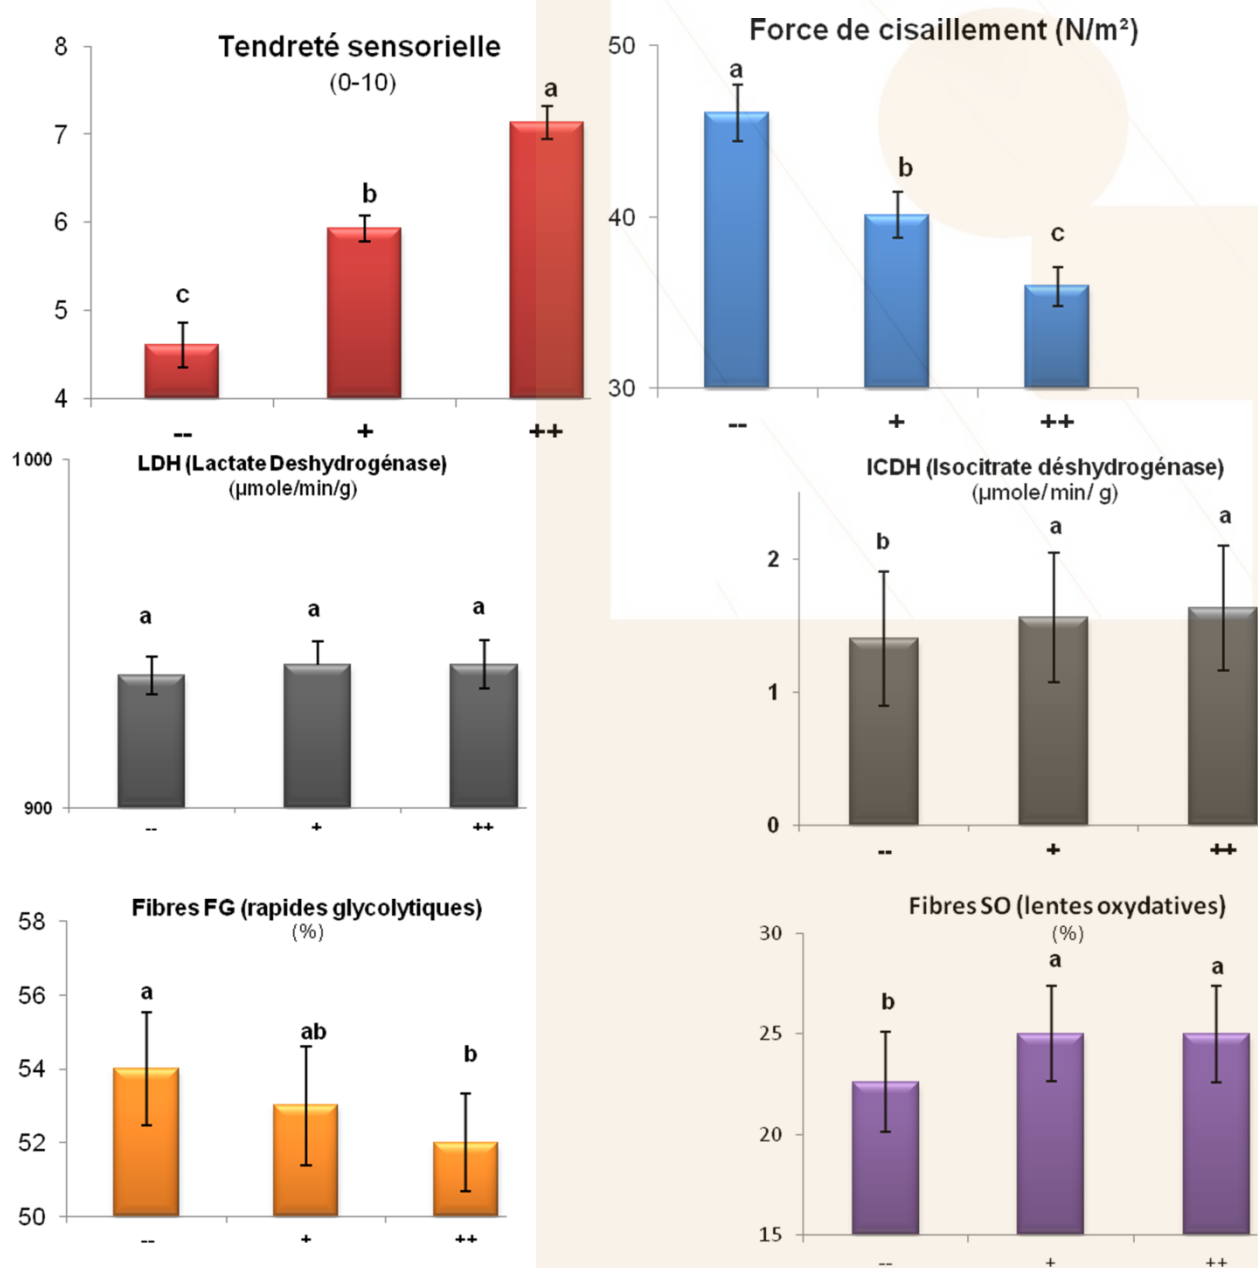 Tendreté sensorielle
(0-10)
8
7
6
5
4
c
b
a
--
+
++
Force de cisaillement (N/m²)
50
40
30
a
b
c
--
+
++
LDH (Lactate Deshydrogénase)
(µmole/min/g)
1000
900
a
a
a
--
+
++
ICDH (Isocitrate déshydrogénase)
(µmole/ min/ g)
2
1
0
b
a
a
--
+
++
Fibres FG (rapides glycolytiques)
(%)
58
56
54
52
50
a
ab
b
--
+
++
Fibres SO (lentes oxydatives)
(%)
30
25
20
15
b
a
a
--
+
++